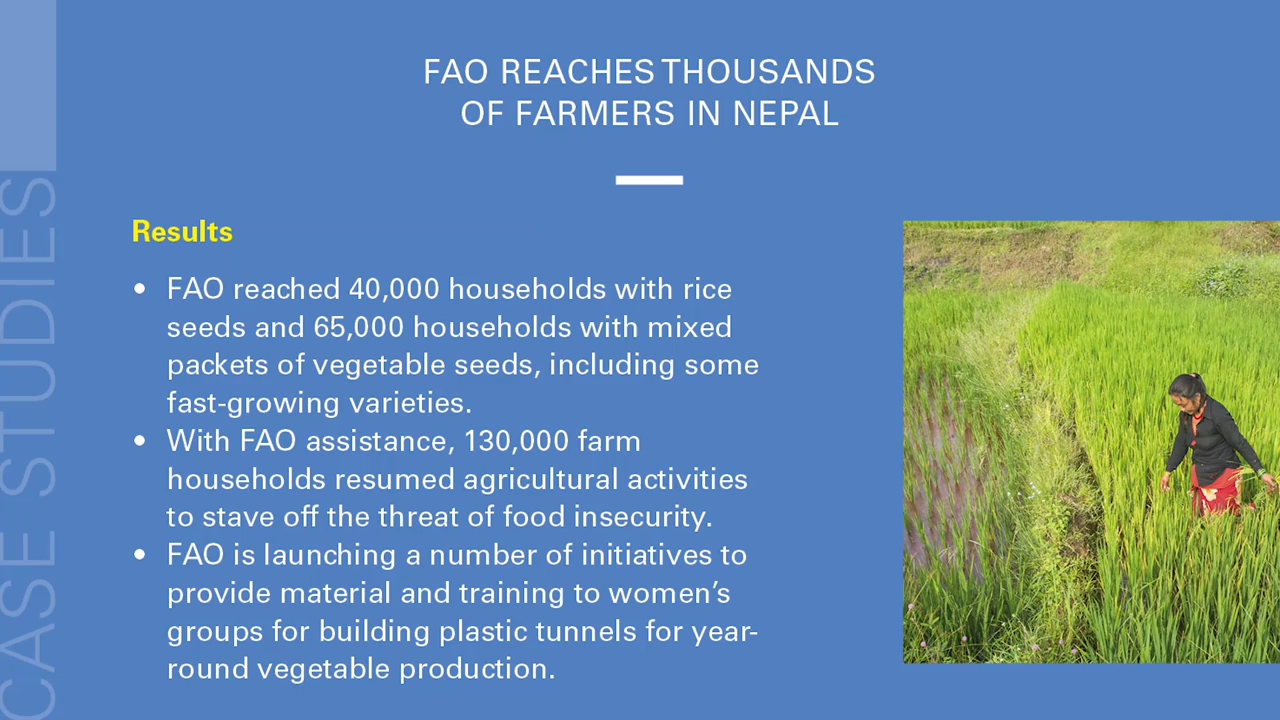 FAO REACHES THOUSANDS
OF FARMERS IN NEPAL
CASE STUDIES
Results
• FAO reached 40,000 households with rice
seeds and 65,000 households with mixed
packets of vegetable seeds, including some
fast-growing varieties.
• With FAO assistance, 130,000 farm
households resumed agricultural activities
to stave off the threat of food insecurity.
• FAO is launching a number of initiatives to
provide material and training to women’s
groups for building plastic tunnels for year-
round vegetable production.